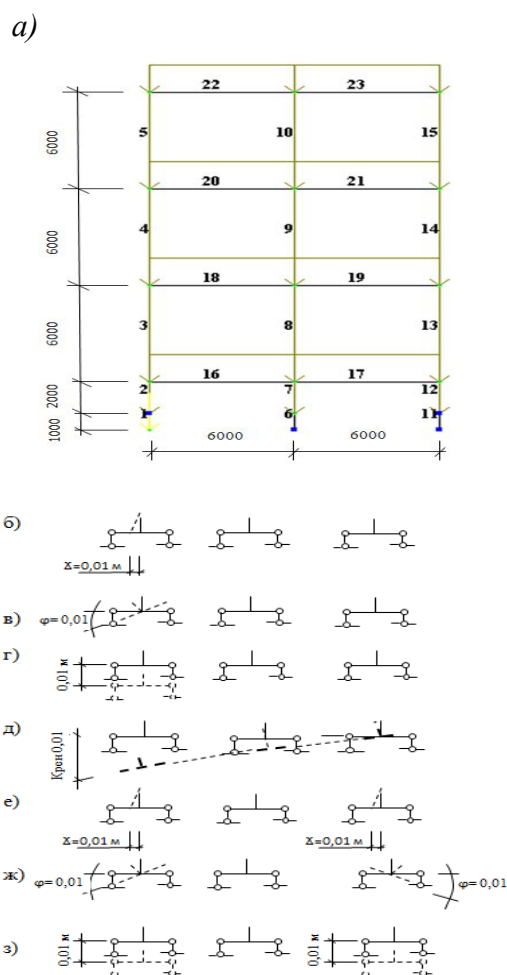 а)
22 23
5 10 15
6000
20 21
4 9 14
6000
18 19
3 8 13
6000
16 17
2 7 12
2000
1 6 11
1000
6000 6000
б)
X=0,01 м
в) φ=0,01
г)
0,01 м
д)
Крен 0,01
е)
X=0,01 м X=0,01 м
ж) φ=0,01 φ=0,01
з)
0,01 м 0,01 м